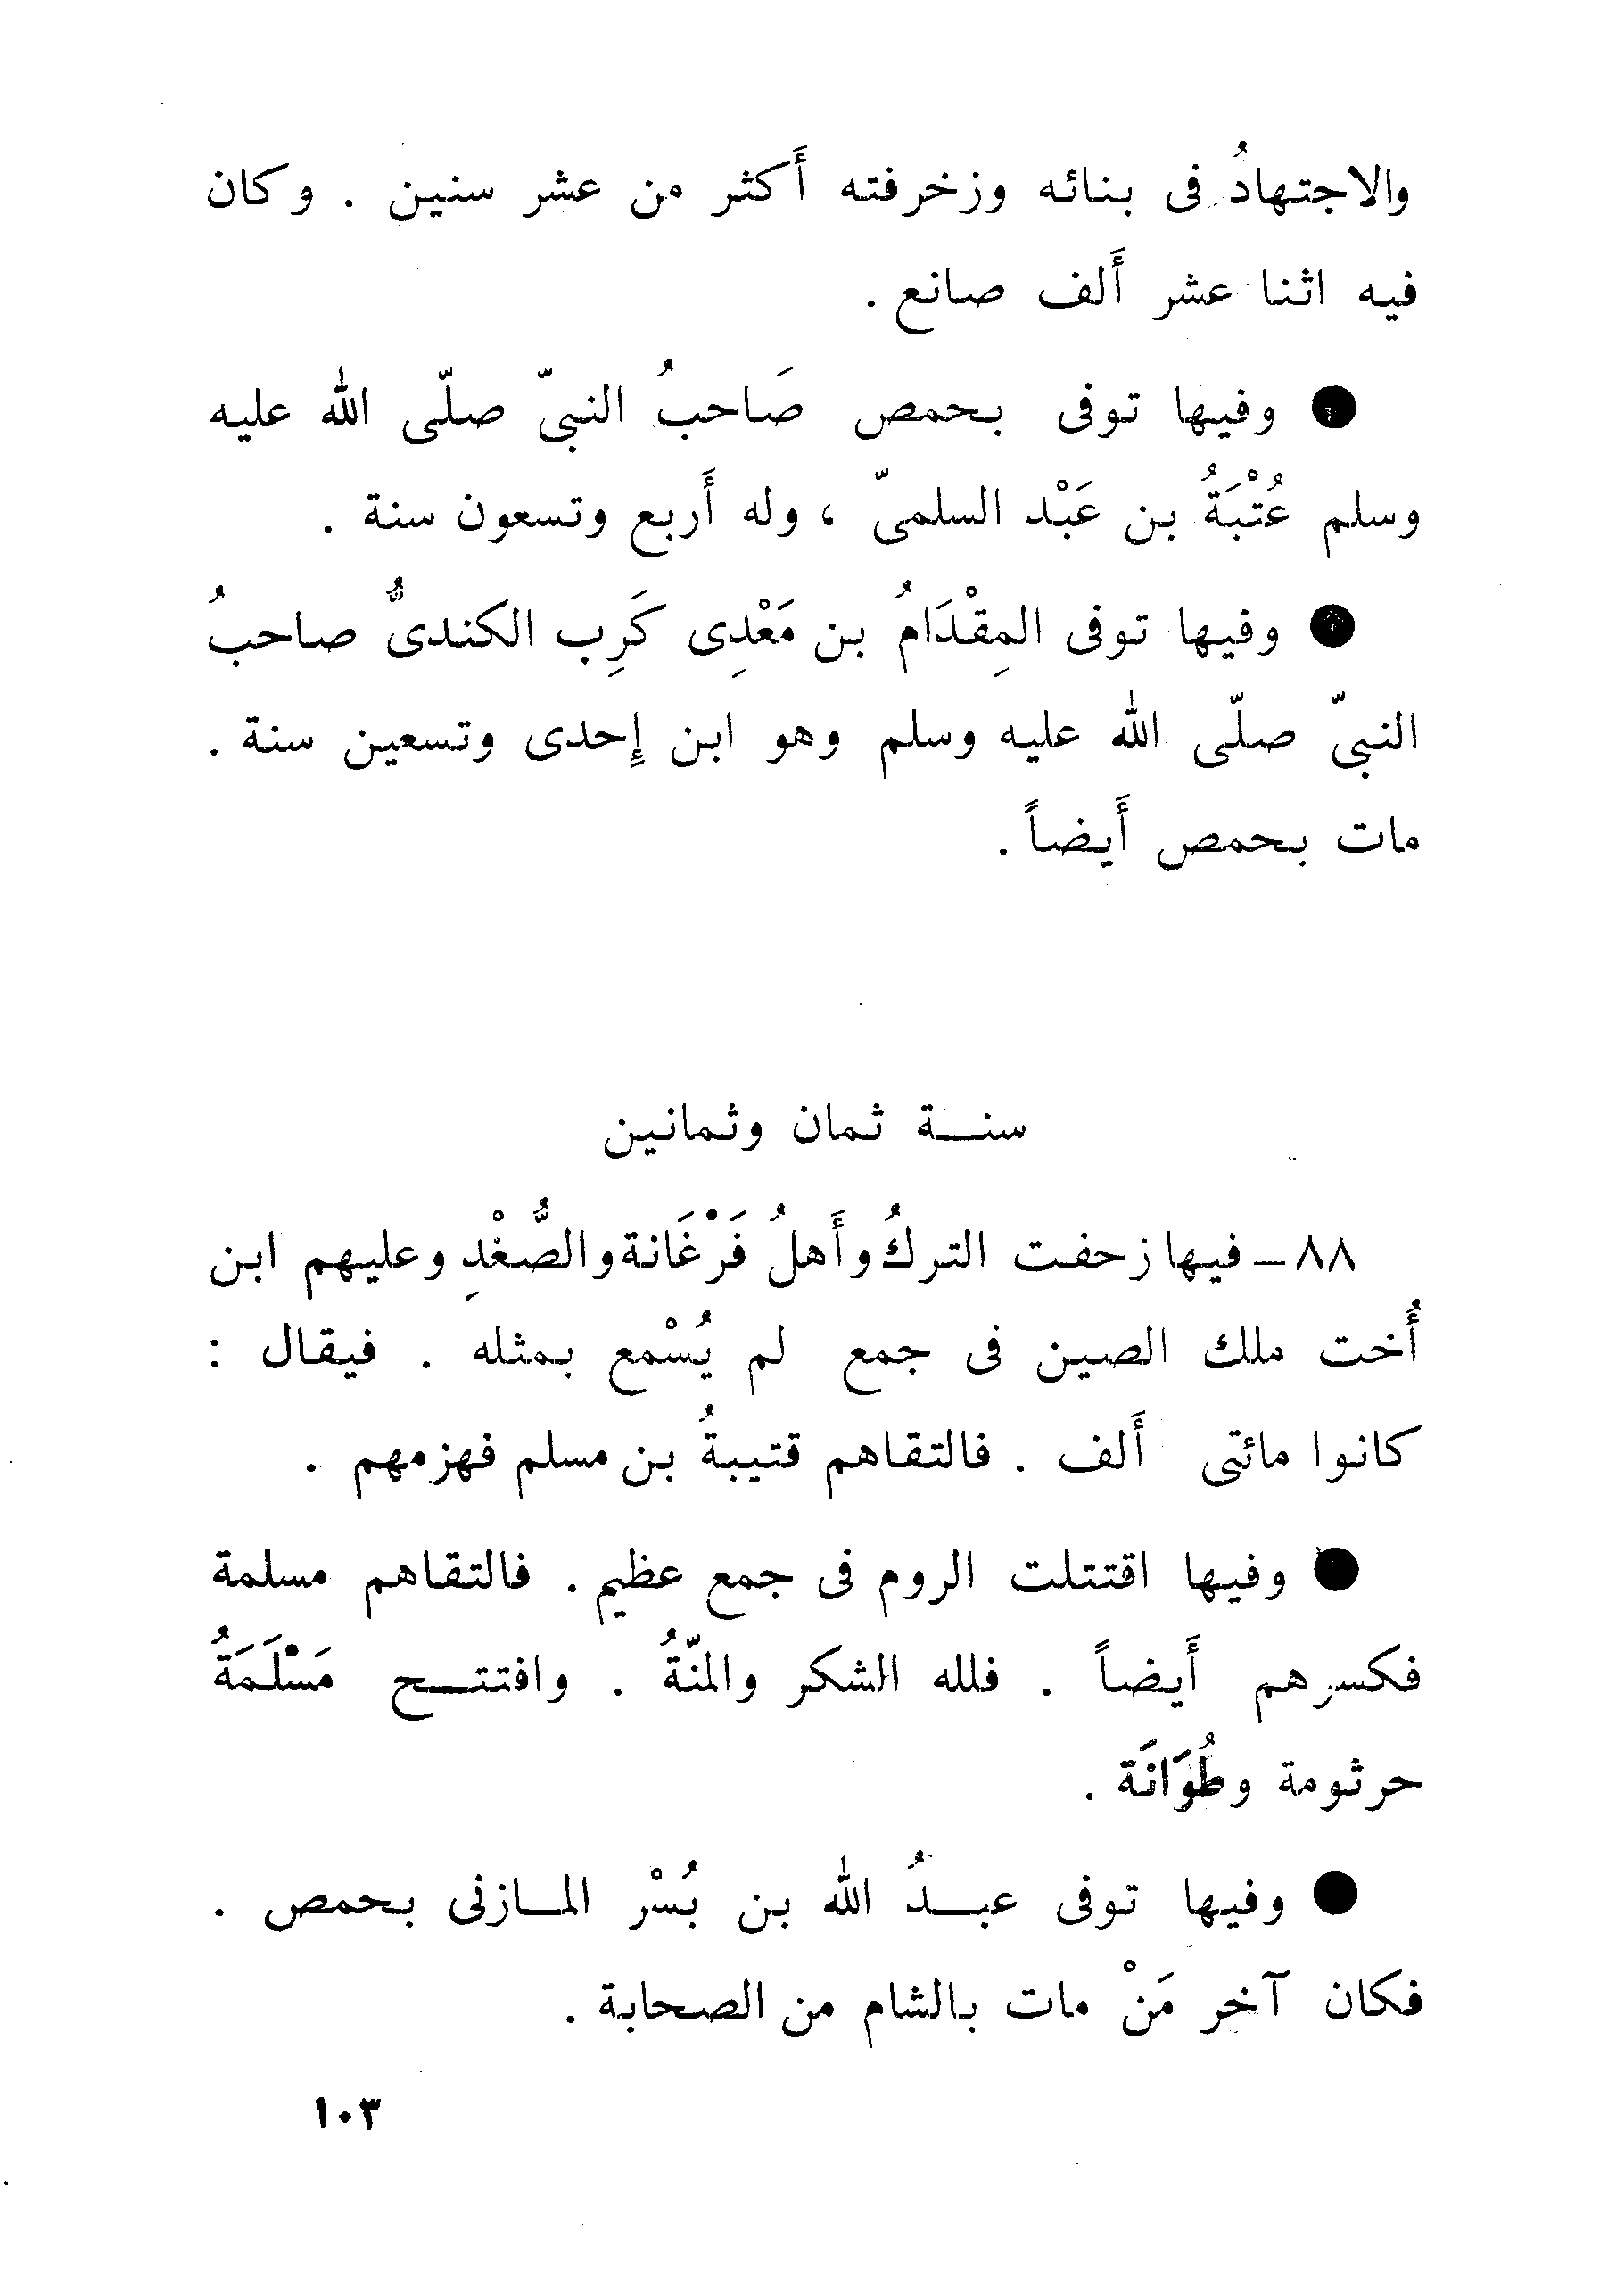 والاجتهادُ فى بنائه وزخرفته أَكثر من عشر سنين . وكان
فيه اثنا عشر أَلف صانع .
● وفيها توفى بحمص صَاحبُ النبىّ صلّى الله عليه
وسلم عُتْبَةُ بن عَبْد السلمىّ ، وله أَربع وتسعون سنة .
● وفيها توفى المِقْدَامُ بن مَعْدِى كَرِب الكندىُّ صاحبُ
النبىّ صلّى الله عليه وسلم وهو ابن إِحدى وتسعين سنة .
مات بحمص أَيضاً .
سنــة ثمان وثمانين
٨٨ – فيها زحفت التركُ وأَهلُ فَرْغَانة والصُّغْدِ وعليهم ابن
أُخت ملك الصين فى جمع لم يُسْمع بمثله . فيقال :
كانوا مائتى أَلف . فالتقاهم قتيبةُ بن مسلم فهزمهم .
● وفيها اقتتلت الروم فى جمع عظيم . فالتقاهم مسلمة
فكسرهم أَيضاً . فلله الشكر والمنّةُ . وافتتــح مَسْلَمَةُ
حرثومة وطُوَانَة .
● وفيها توفى عبــدُ الله بن بُسْر المــازنى بحمص .
فكان آخر مَنْ مات بالشام من الصحابة .
١٠٣